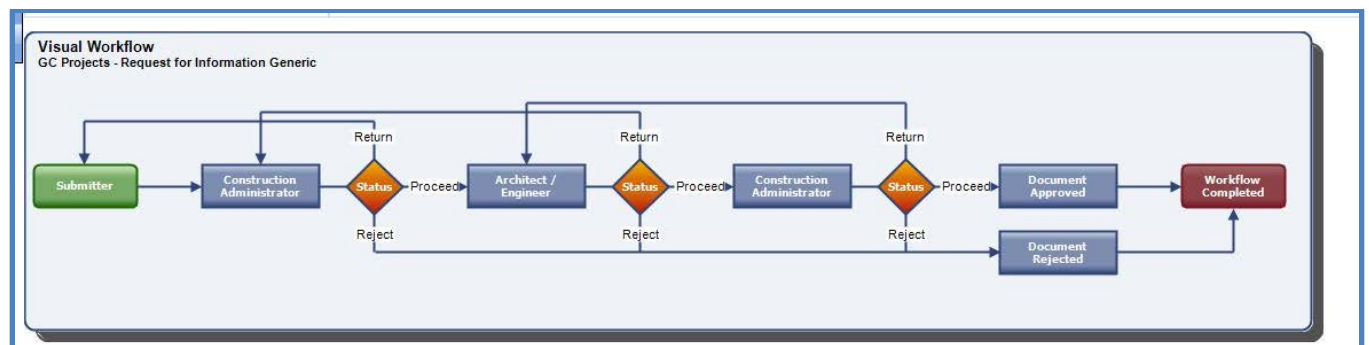 Visual Workflow
GC Projects - Request for Information Generic
Return
Return
Return
Submitter
Construction
Administrator
Status
Proceed
Architect /
Engineer
Status
Proceed
Construction
Administrator
Status
Proceed
Document
Approved
Workflow
Completed
Reject
Reject
Reject
Document
Rejected